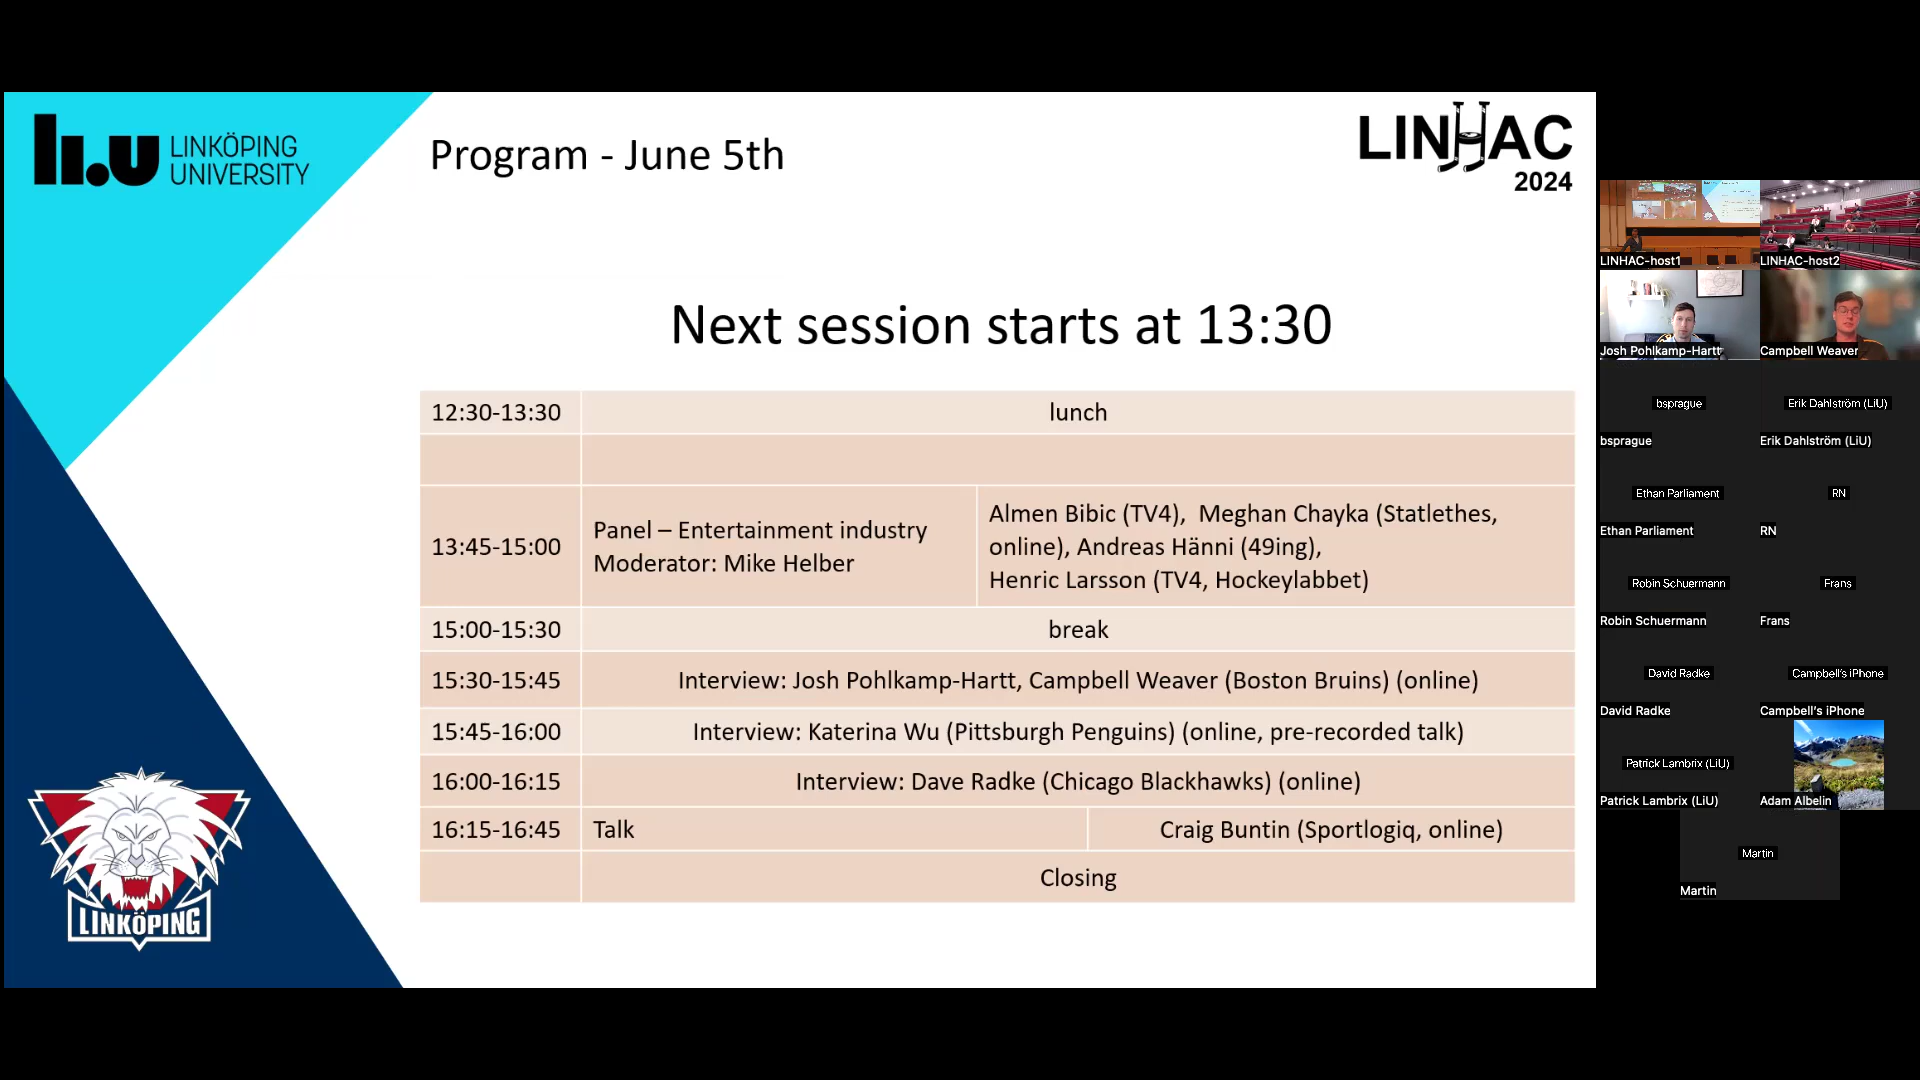 li.u LINKÖPING
UNIVERSITY
Program - June 5th
LINHAC
2024
Next session starts at 13:30
12:30-13:30 lunch
13:45-15:00
Panel – Entertainment industry
Moderator: Mike Helber
Almen Bibic (TV4), Meghan Chayka (Statlethes,
online), Andreas Hänni (49ing),
Henric Larsson (TV4, Hockeylabbet)
15:00-15:30 break
15:30-15:45 Interview: Josh Pohlkamp-Hartt, Campbell Weaver (Boston Bruins) (online)
15:45-16:00 Interview: Katerina Wu (Pittsburgh Penguins) (online, pre-recorded talk)
16:00-16:15 Interview: Dave Radke (Chicago Blackhawks) (online)
16:15-16:45 Talk Craig Buntin (Sportlogiq, online)
Closing
LINKÖPING
LINHAC-host1 LINHAC-host2
Josh Pohlkamp-Hartt Campbell Weaver
bsprague Erik Dahlström (LiU)
bsprague Erik Dahlström (LiU)
Ethan Parliament RN
Ethan Parliament RN
Robin Schuermann Frans
Robin Schuermann Frans
David Radke Campbell's iPhone
David Radke Campbell's iPhone
Patrick Lambrix (LiU)
Patrick Lambrix (LiU) Adam Albelin
Martin
Martin